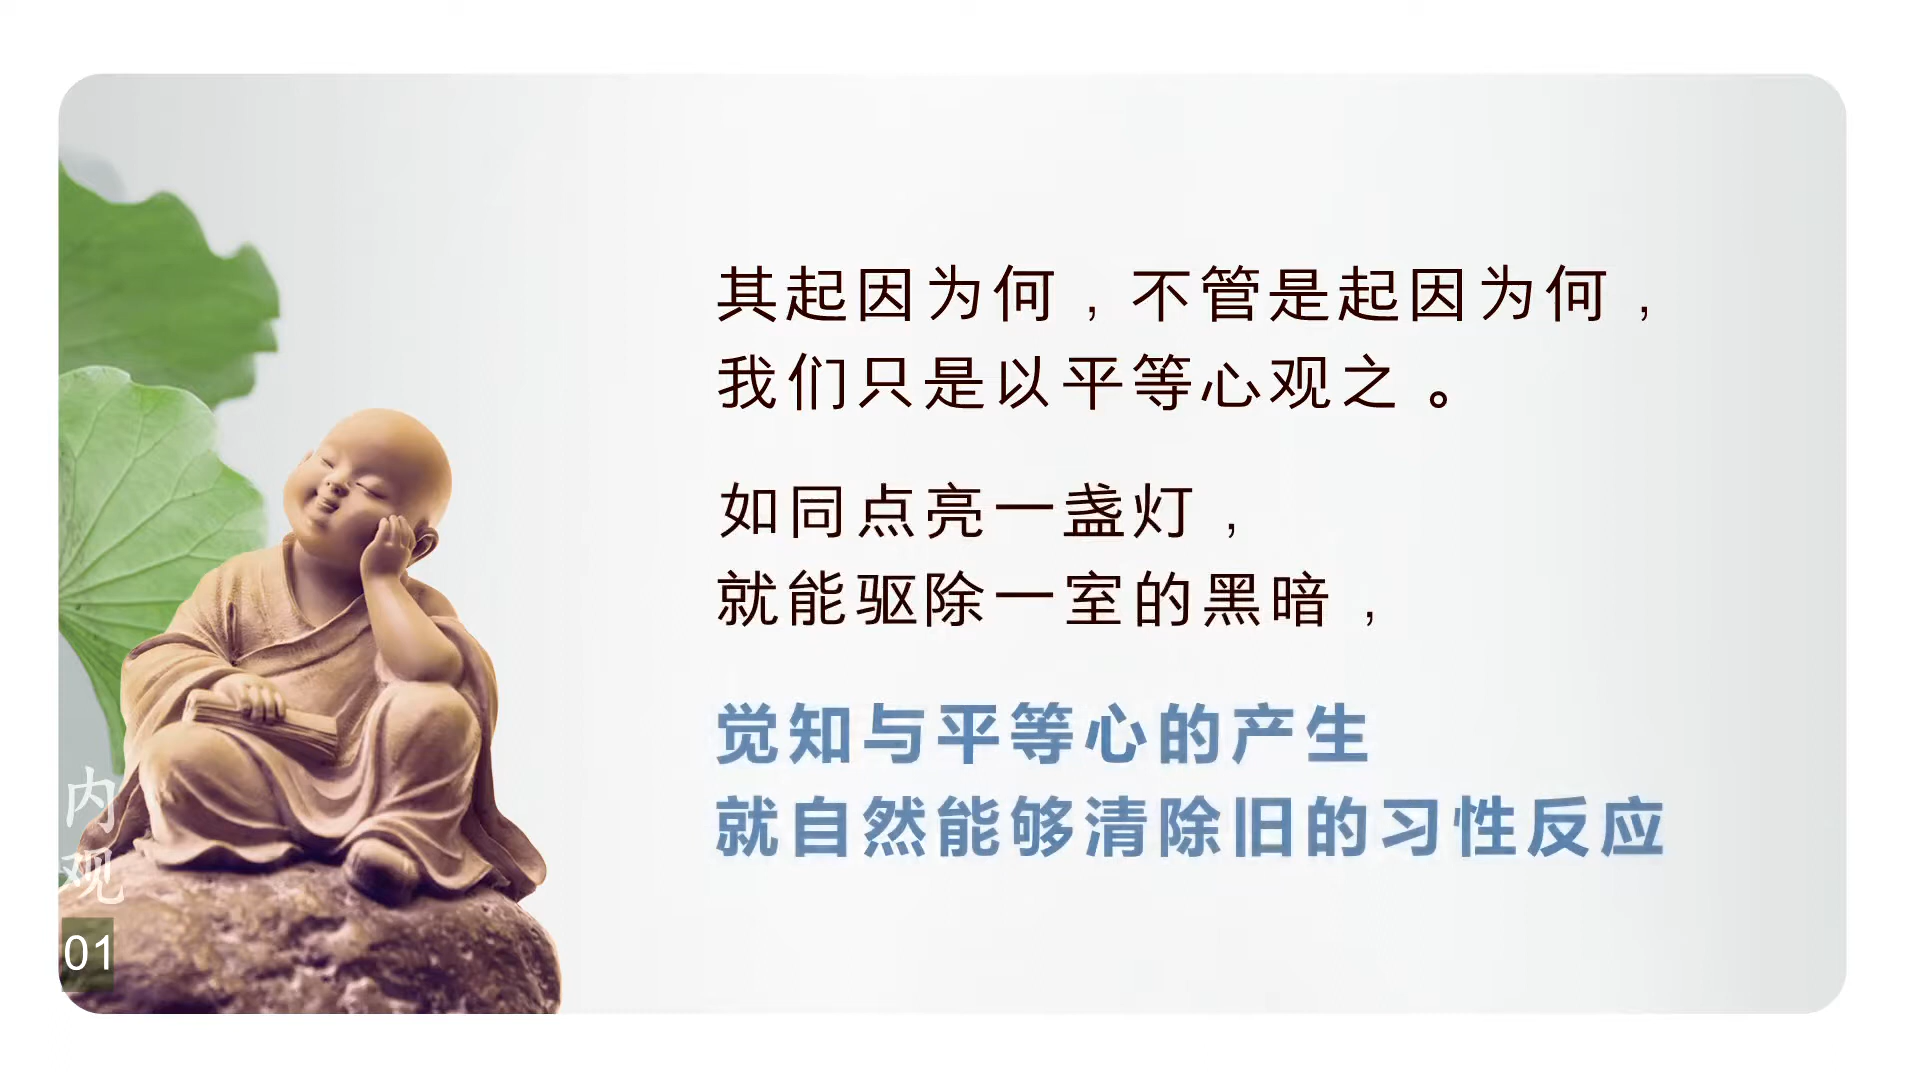 其起因为何，不管是起因为何，
我们只是以平等心观之。
如同点亮一盏灯，
就能驱除一室的黑暗，
觉知与平等心的产生
就自然能够清除旧的习性反应
内观
01